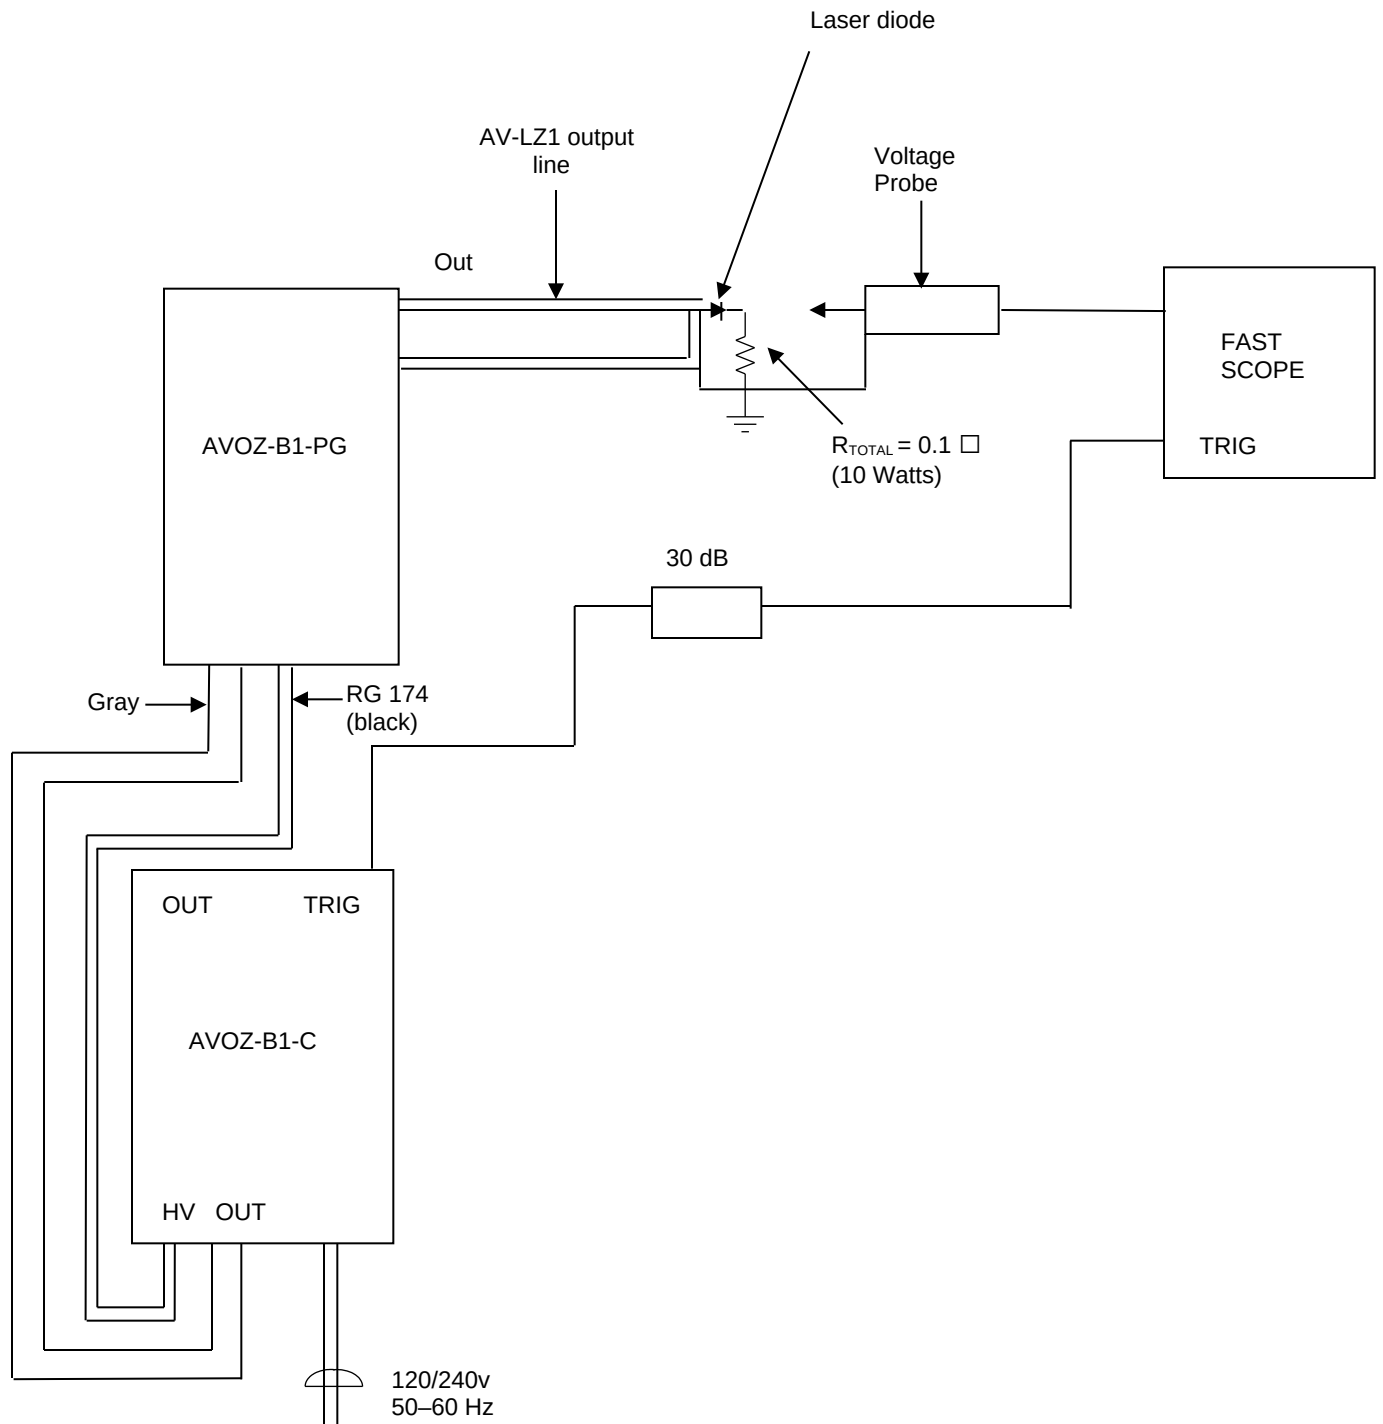 Laser diode
AV-LZ1 output
line
Voltage
Probe
Out
FAST
SCOPE
AVOZ-B1-PG
TRIG
RTOTAL = 0.1 □
(10 Watts)
30 dB
Gray
RG 174
(black)
OUT TRIG
AVOZ-B1-C
HV OUT
120/240v
50–60 Hz